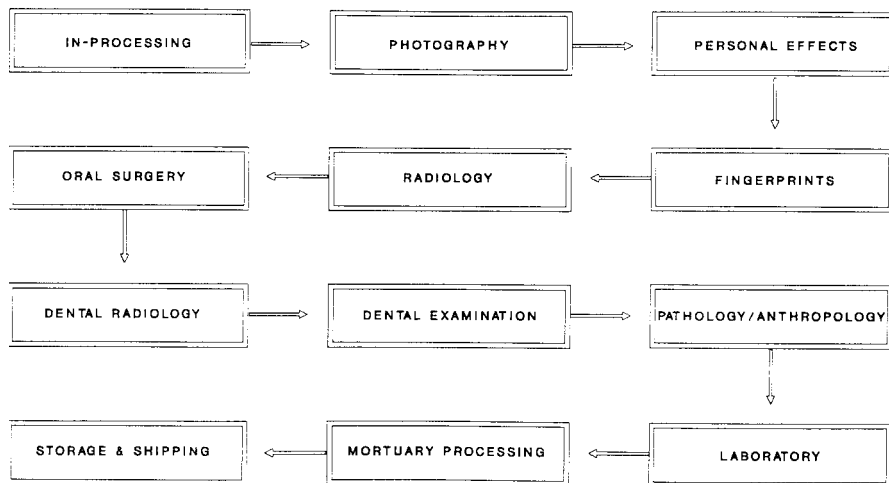 IN-PROCESSING
PHOTOGRAPHY
PERSONAL EFFECTS
FINGERPRINTS
RADIOLOGY
ORAL SURGERY
DENTAL RADIOLOGY
DENTAL EXAMINATION
PATHOLOGY/ANTHROPOLOGY
LABORATORY
MORTUARY PROCESSING
STORAGE & SHIPPING